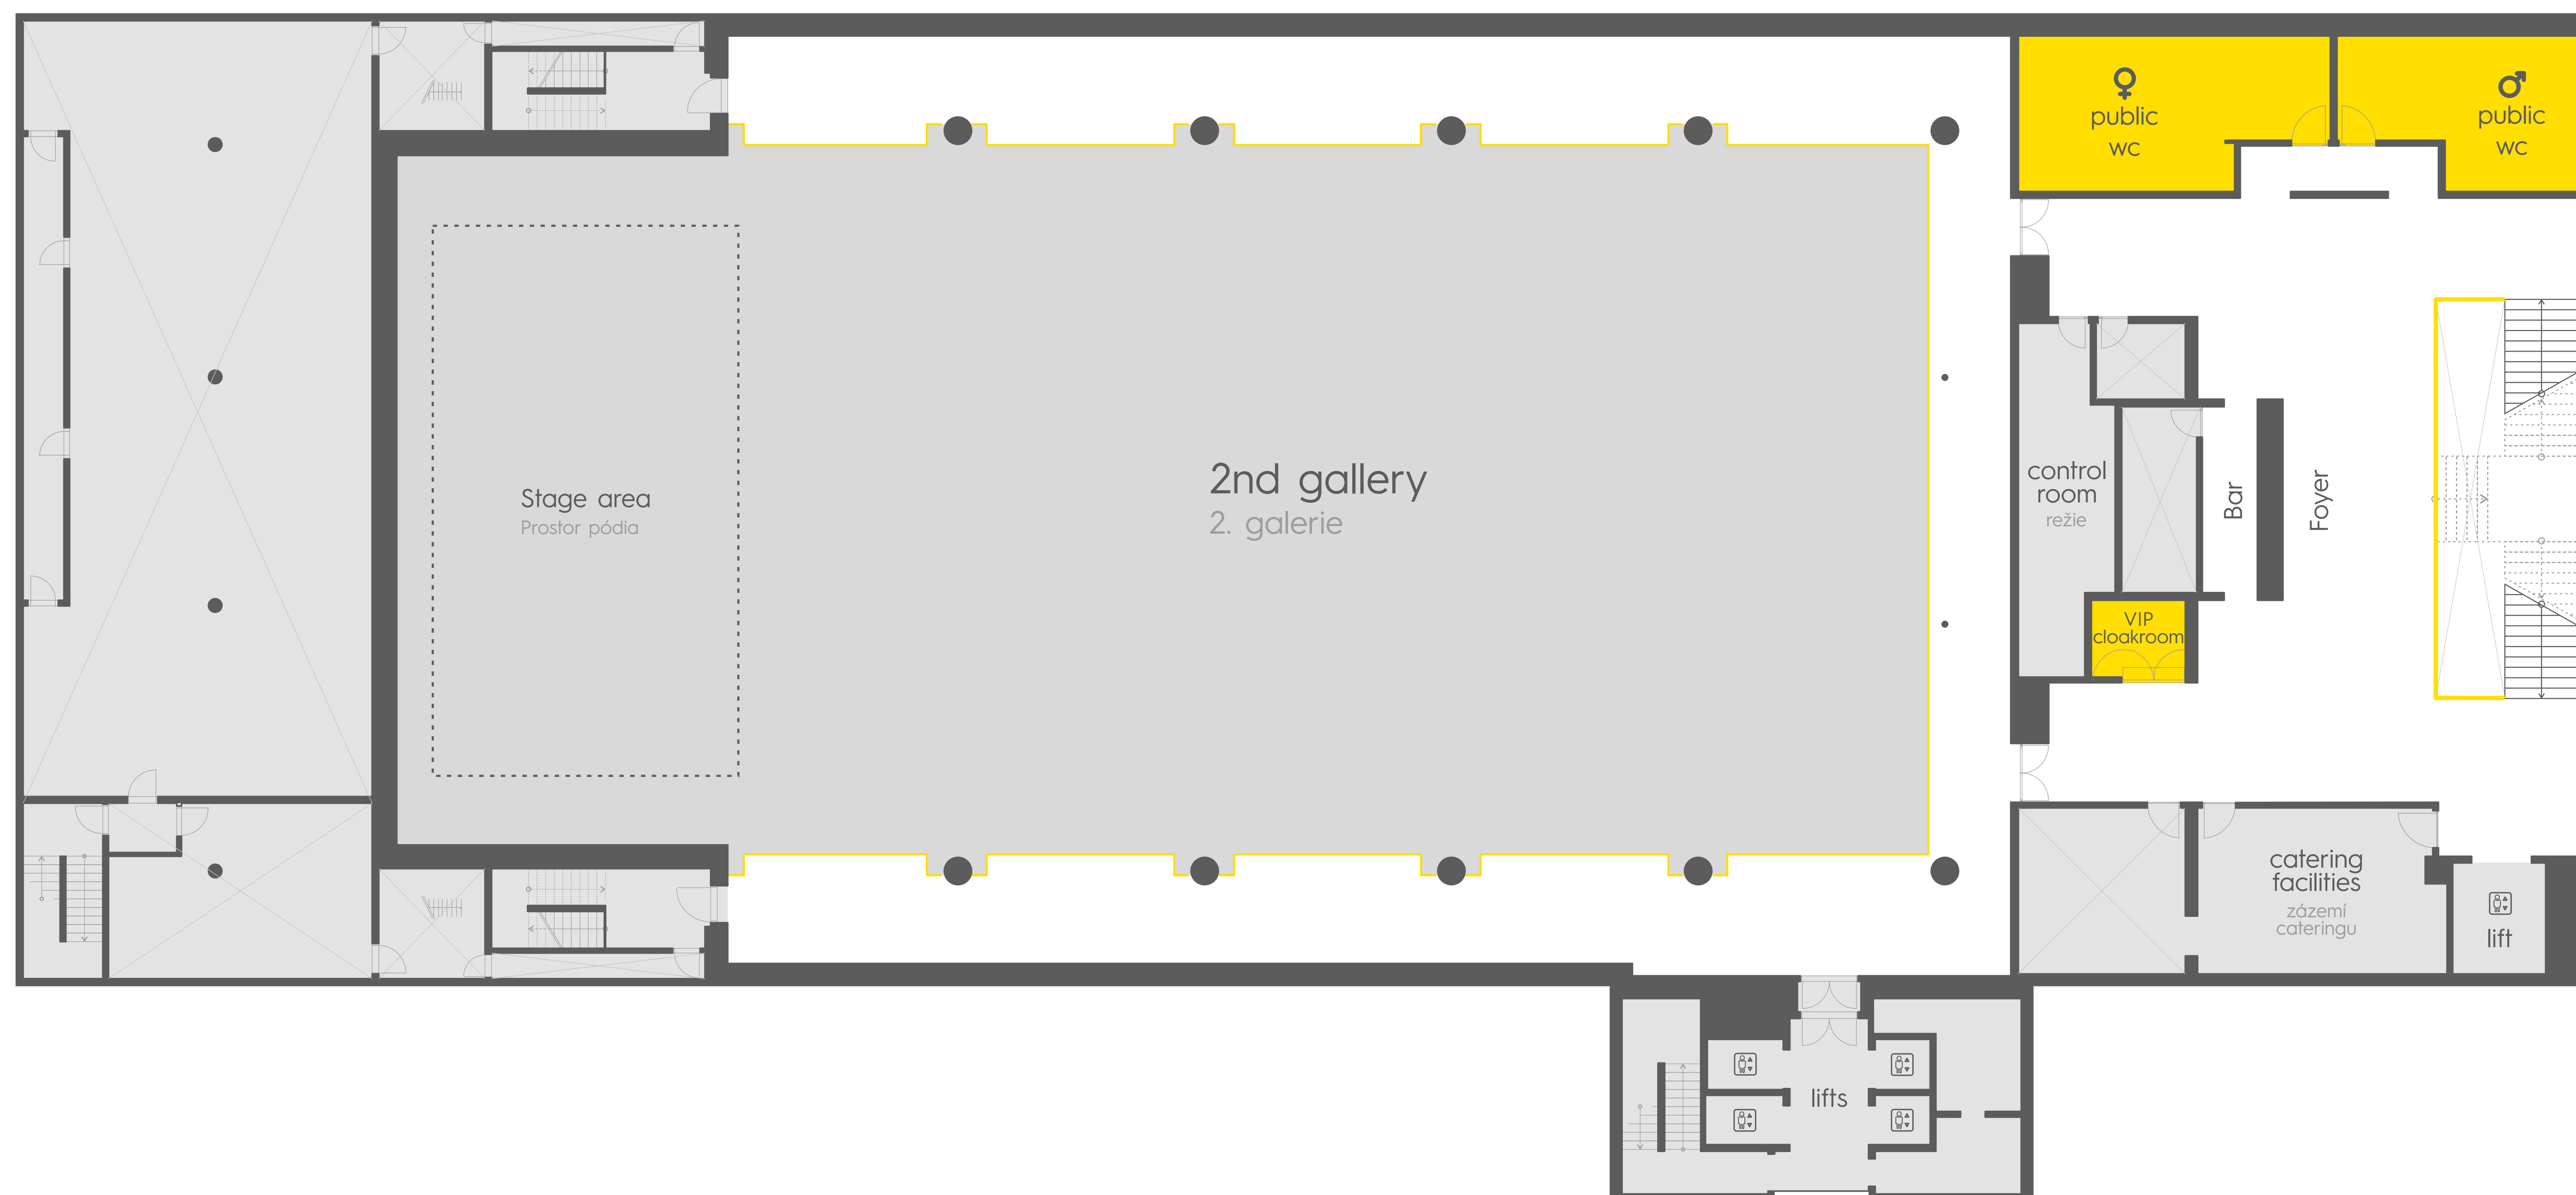 public
wc
public
wc
Stage area
Prostor pódia
2nd gallery
2. galerie
control
room
režie
Bar
Foyer
VIP
cloakroom
catering
facilities
zázemí
cateringu
lift
lifts